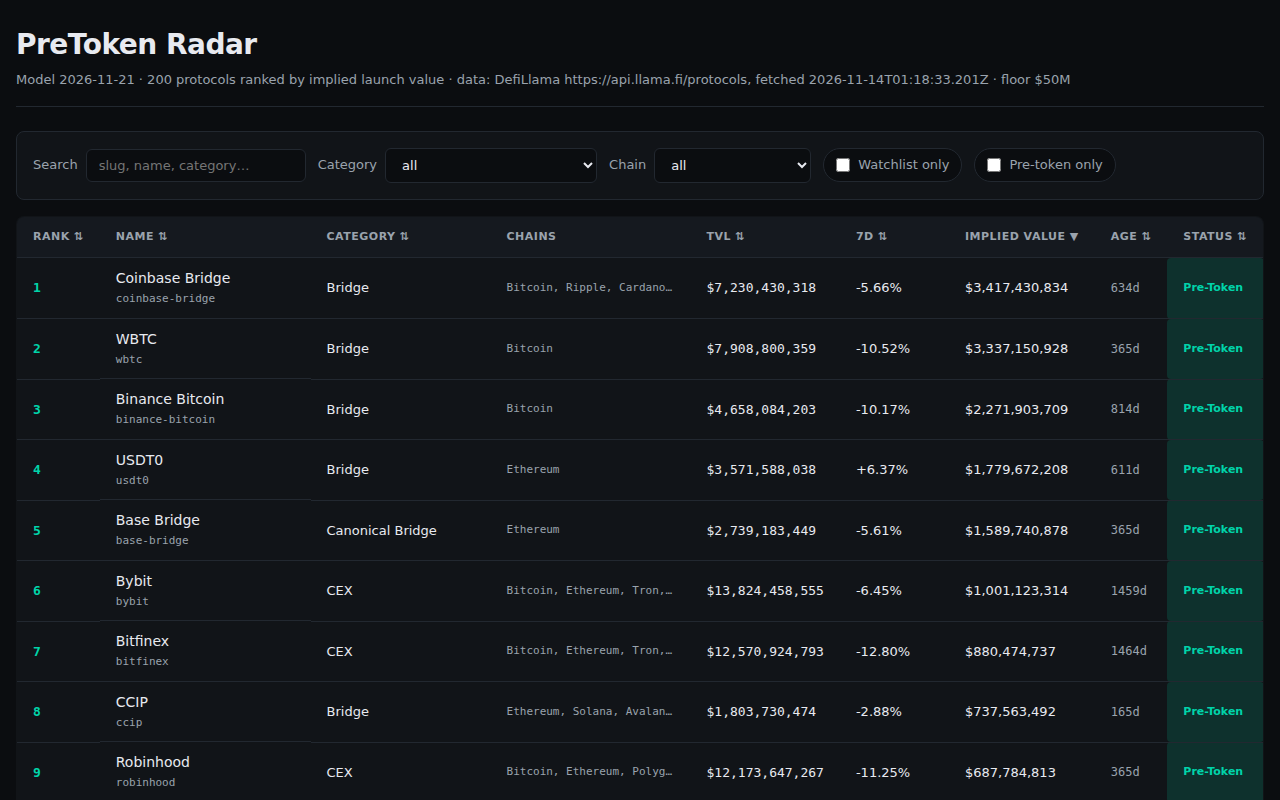 PreToken Radar
Model 2026-11-21 · 200 protocols ranked by implied launch value · data: DefiLlama https://api.llama.fi/protocols, fetched 2026-11-14T01:18:33.201Z · floor $50M
Search slug, name, category… Category all Chain all Watchlist only Pre-token only
RANK ⇅ NAME ⇅ CATEGORY ⇅ CHAINS TVL ⇅ 7D ⇅ IMPLIED VALUE ▼ AGE ⇅ STATUS ⇅
1 Coinbase Bridge Bridge Bitcoin, Ripple, Cardano… $7,230,430,318 -5.66% $3,417,430,834 634d Pre-Token
coinbase-bridge
2 WBTC Bridge Bitcoin $7,908,800,359 -10.52% $3,337,150,928 365d Pre-Token
wbtc
3 Binance Bitcoin Bridge Bitcoin $4,658,084,203 -10.17% $2,271,903,709 814d Pre-Token
binance-bitcoin
4 USDT0 Bridge Ethereum $3,571,588,038 +6.37% $1,779,672,208 611d Pre-Token
usdt0
5 Base Bridge Canonical Bridge Ethereum $2,739,183,449 -5.61% $1,589,740,878 365d Pre-Token
base-bridge
6 Bybit CEX Bitcoin, Ethereum, Tron,… $13,824,458,555 -6.45% $1,001,123,314 1459d Pre-Token
bybit
7 Bitfinex CEX Bitcoin, Ethereum, Tron,… $12,570,924,793 -12.80% $880,474,737 1464d Pre-Token
bitfinex
8 CCIP Bridge Ethereum, Solana, Avalan… $1,803,730,474 -2.88% $737,563,492 165d Pre-Token
ccip
9 Robinhood CEX Bitcoin, Ethereum, Polyg… $12,173,647,267 -11.25% $687,784,813 365d Pre-Token
robinhood